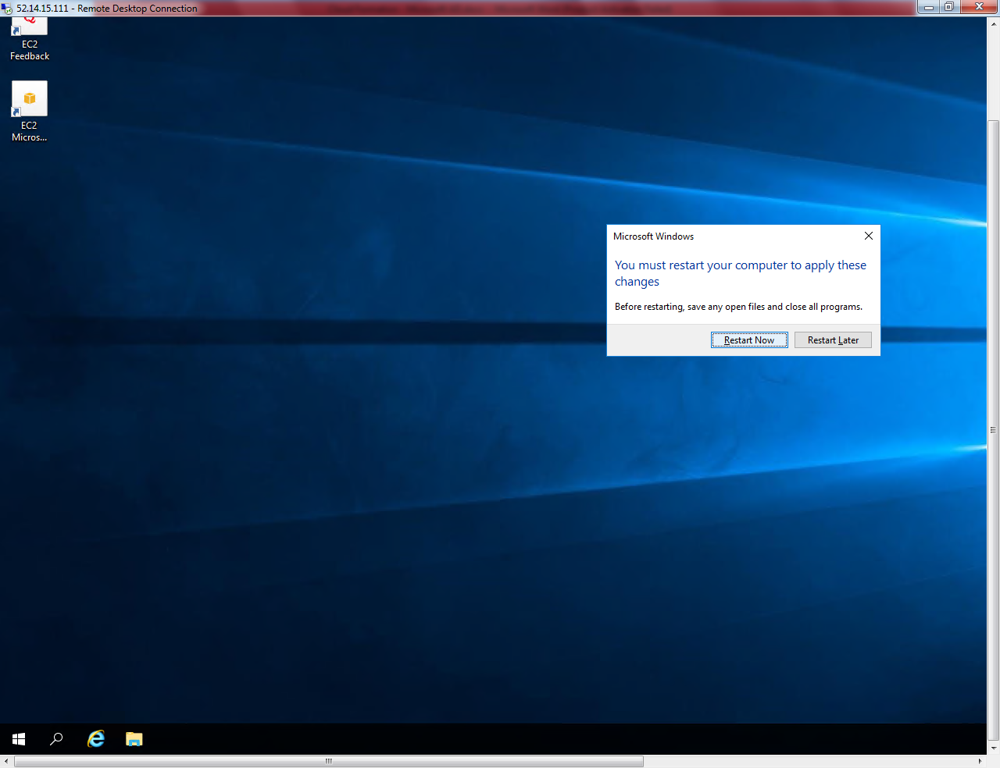 52.14.15.111 - Remote Desktop Connection
EC2
Feedback
EC2
Micros...
Microsoft Windows
You must restart your computer to apply these
changes
Before restarting, save any open files and close all programs.
Restart Now
Restart Later